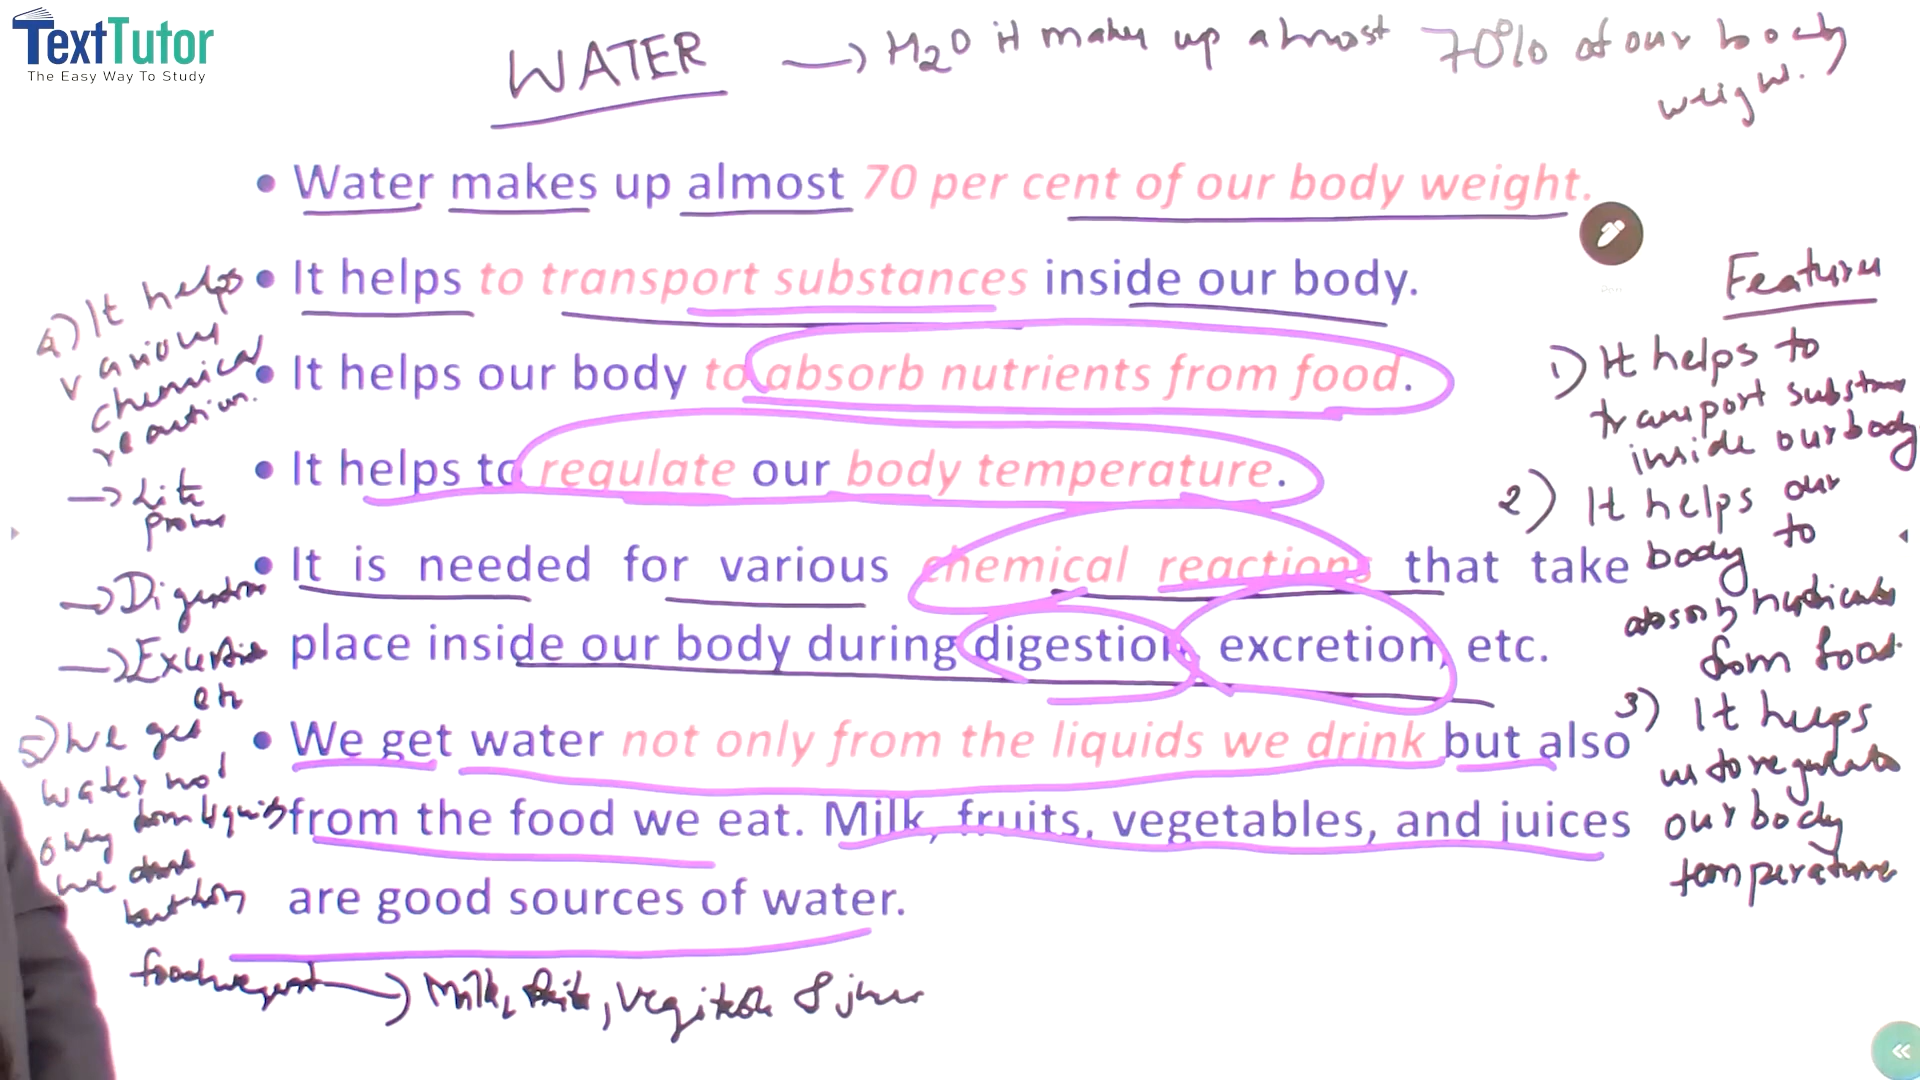 TextTutor
The Easy Way To Study
WATER → H2O it makes up almost 70% of our body
weight.
• Water makes up almost 70 per cent of our body weight.
• It helps to transport substances inside our body.
• It helps our body to absorb nutrients from food.
• It helps to regulate our body temperature.
• It is needed for various chemical reactions that take
place inside our body during digestion, excretion, etc.
• We get water not only from the liquids we drink but also
from the food we eat. Milk, fruits, vegetables, and juices
are good sources of water.
1) It helps to
transport
inside our body
2) It helps our
body to
absorb
from food.
3) It helps
us to regulate
our body
temperature
4) It helps
various
chemical
reaction.
→ Like
→ Digestion
→
etc
5) We get
water not
only from
we drink
→ Milk, &